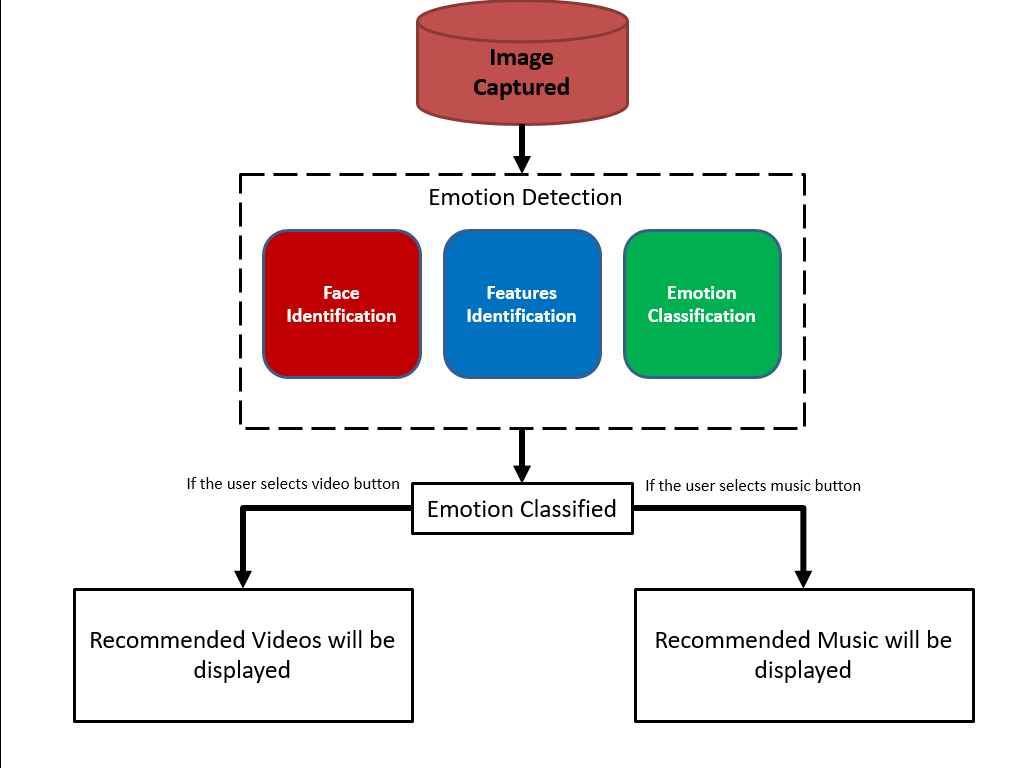 Image
Captured
Emotion Detection
Face
Identification
Features
Identification
Emotion
Classification
If the user selects video button
If the user selects music button
Emotion Classified
Recommended Videos will be
displayed
Recommended Music will be
displayed